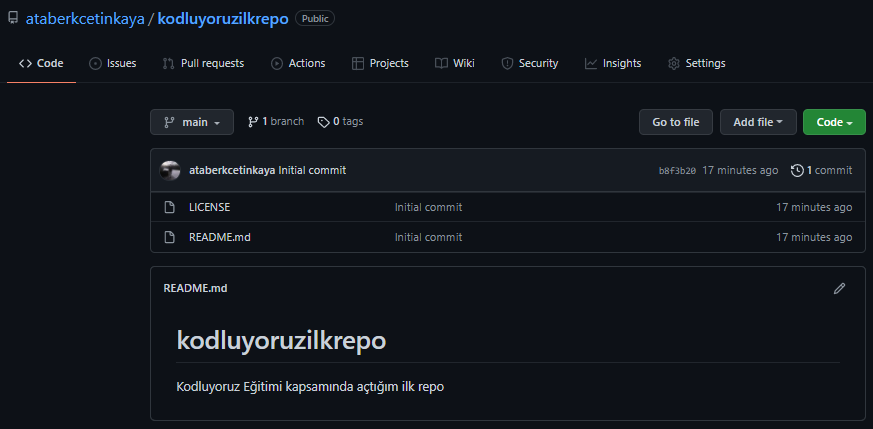 ataberkcetinkaya / kodluyoruzilkrepo Public
Code Issues Pull requests Actions Projects Wiki Security Insights Settings
main 1 branch 0 tags Go to file Add file Code
ataberkcetinkaya Initial commit b8f3b20 17 minutes ago 1 commit
LICENSE Initial commit 17 minutes ago
README.md Initial commit 17 minutes ago
README.md
kodluyoruzilkrepo
Kodluyoruz Eğitimi kapsamında açtığım ilk repo